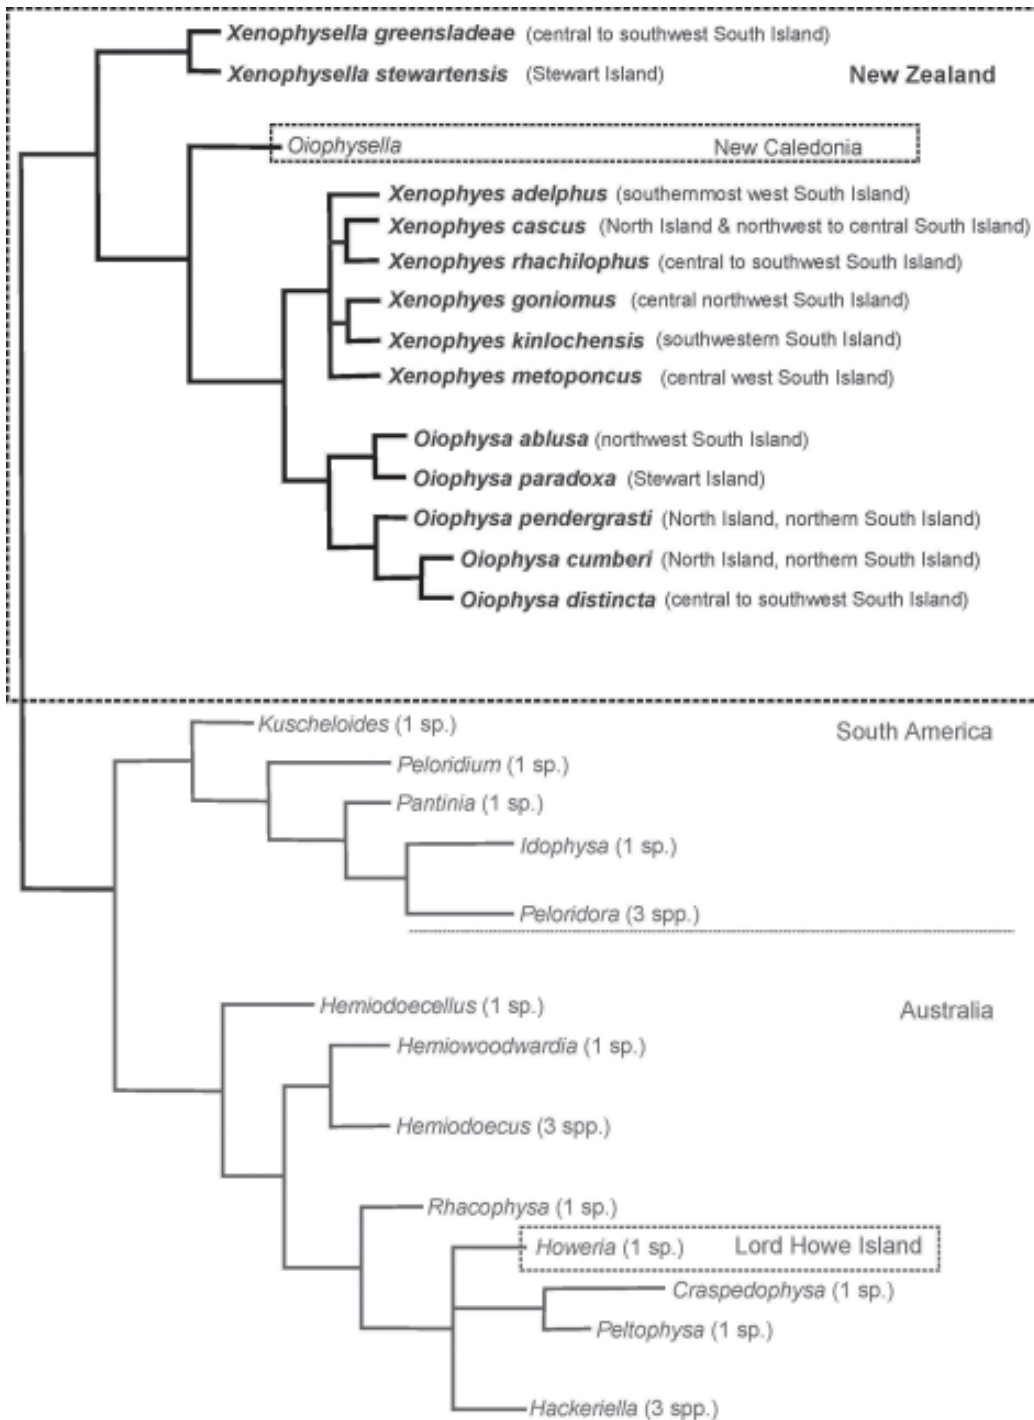 Xenophysella greensladeae (central to southwest South Island)
Xenophysella stewartensis (Stewart Island) New Zealand
Oiophysella New Caledonia
Xenophyes adelphus (southernmost west South Island)
Xenophyes cascus (North Island & northwest to central South Island)
Xenophyes rhachilophus (central to southwest South Island)
Xenophyes goniomus (central northwest South Island)
Xenophyes kinlochensis (southwestern South Island)
Xenophyes metoponcus (central west South Island)
Oiophysa ablusa (northwest South Island)
Oiophysa paradoxa (Stewart Island)
Oiophysa pendergrasti (North Island, northern South Island)
Oiophysa cumberi (North Island, northern South Island)
Oiophysa distincta (central to southwest South Island)
Kuscheloides (1 sp.) South America
Peloridium (1 sp.)
Pantinia (1 sp.)
Idophysa (1 sp.)
Peloridora (3 spp.)
Hemiodoecellus (1 sp.) Australia
Hemiowoodwardia (1 sp.)
Hemiodoecus (3 spp.)
Rhacophysa (1 sp.)
Howeria (1 sp.) Lord Howe Island
Craspedophysa (1 sp.)
Peltophysa (1 sp.)
Hackeriella (3 spp.)